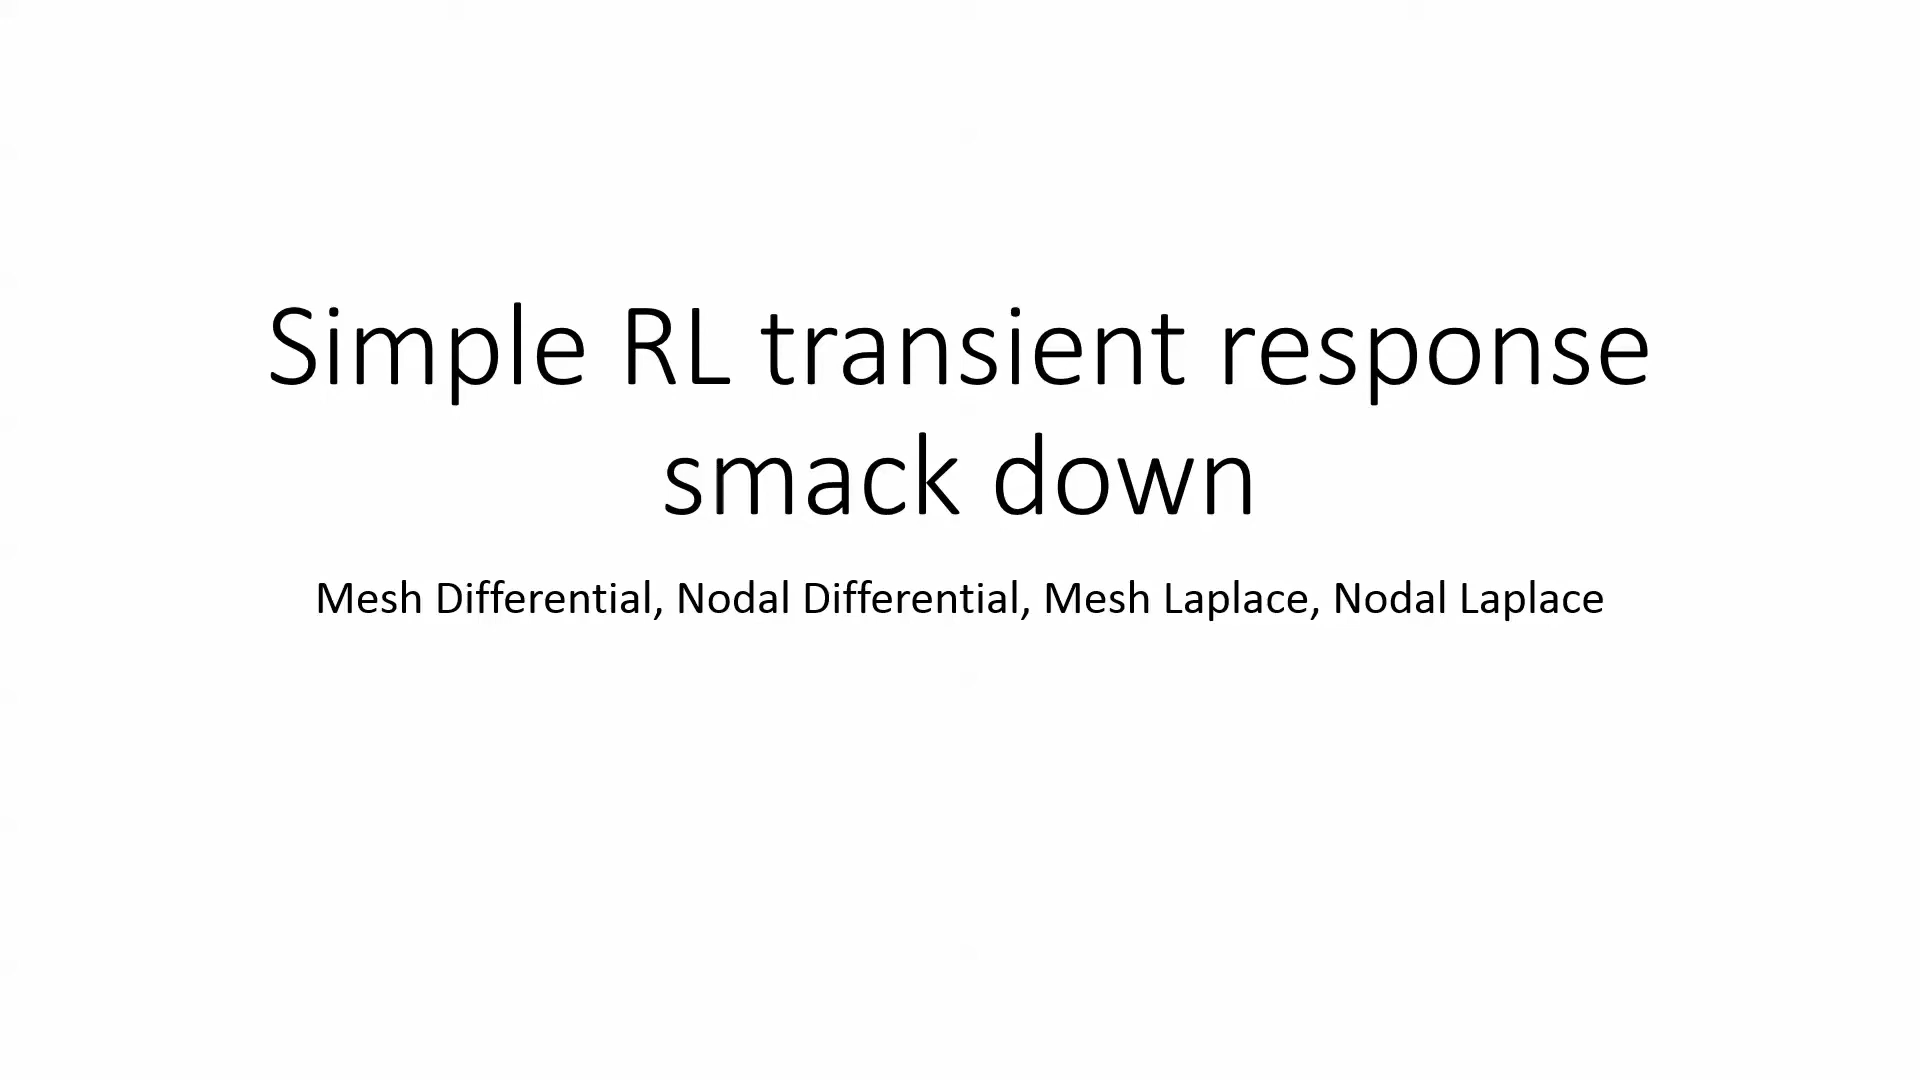 Simple RL transient response
smack down
Mesh Differential, Nodal Differential, Mesh Laplace, Nodal Laplace